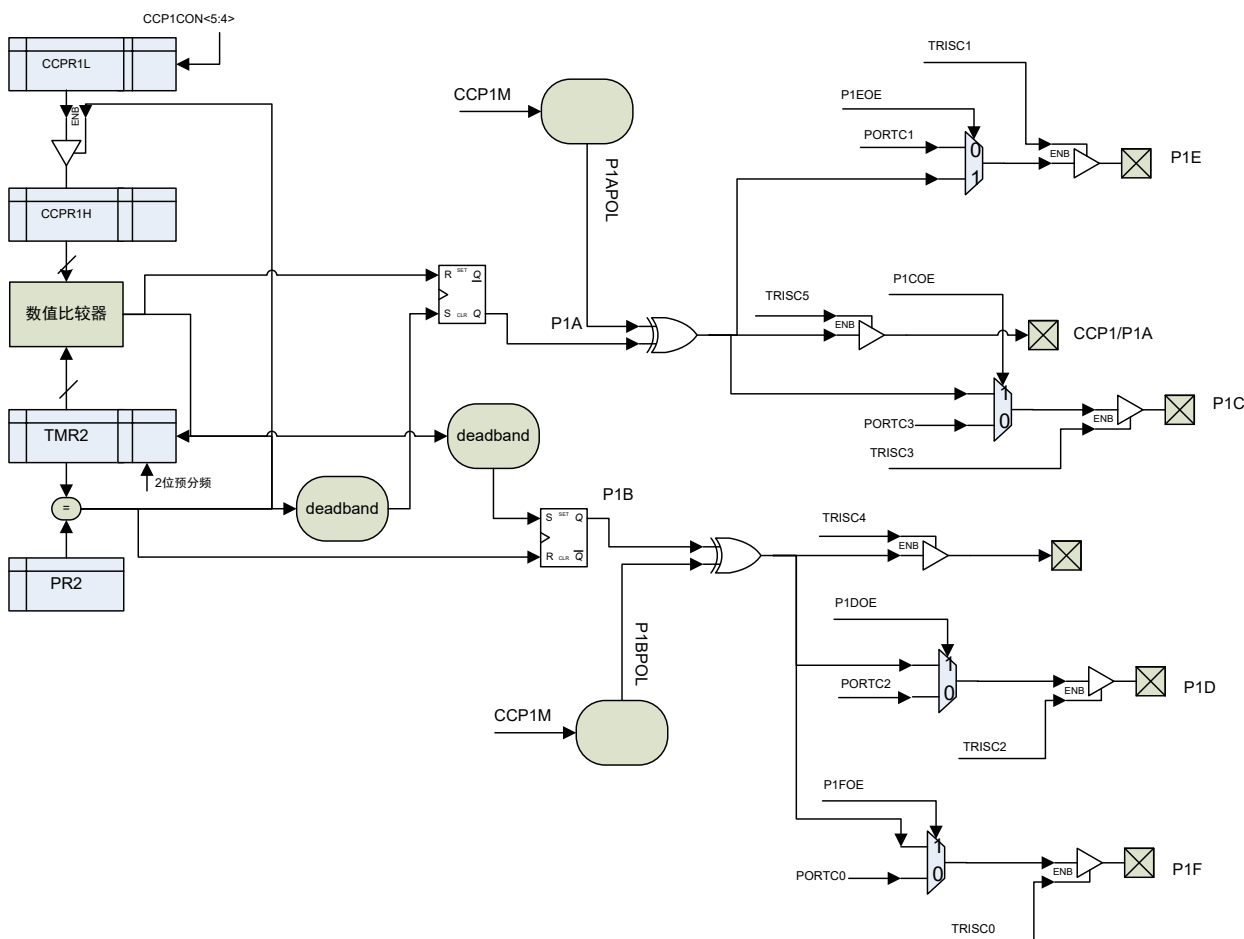 CCP1CON<5:4>
CCPR1L
ENB
CCPR1H
数值比较器
TMR2
2位预分频
=
PR2
deadband
deadband
R SET Q
S CLR Q
S SET Q
R CLR Q
CCP1M
P1APOL
P1A
P1B
P1BPOL
CCP1M
TRISC1
P1EOE
PORTC1
0
1
ENB
P1E
P1COE
TRISC5
ENB
CCP1/P1A
1
0
PORTC3
ENB
P1C
TRISC3
TRISC4
ENB
P1DOE
1
0
PORTC2
ENB
P1D
TRISC2
P1FOE
1
0
PORTC0
ENB
P1F
TRISC0